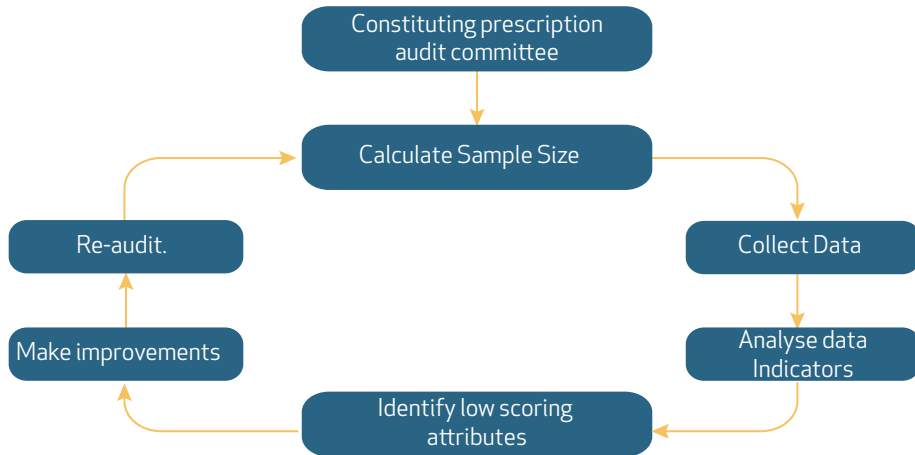 Constituting prescription
audit committee
Calculate Sample Size
Re-audit.
Collect Data
Make improvements
Analyse data
Indicators
Identify low scoring
attributes